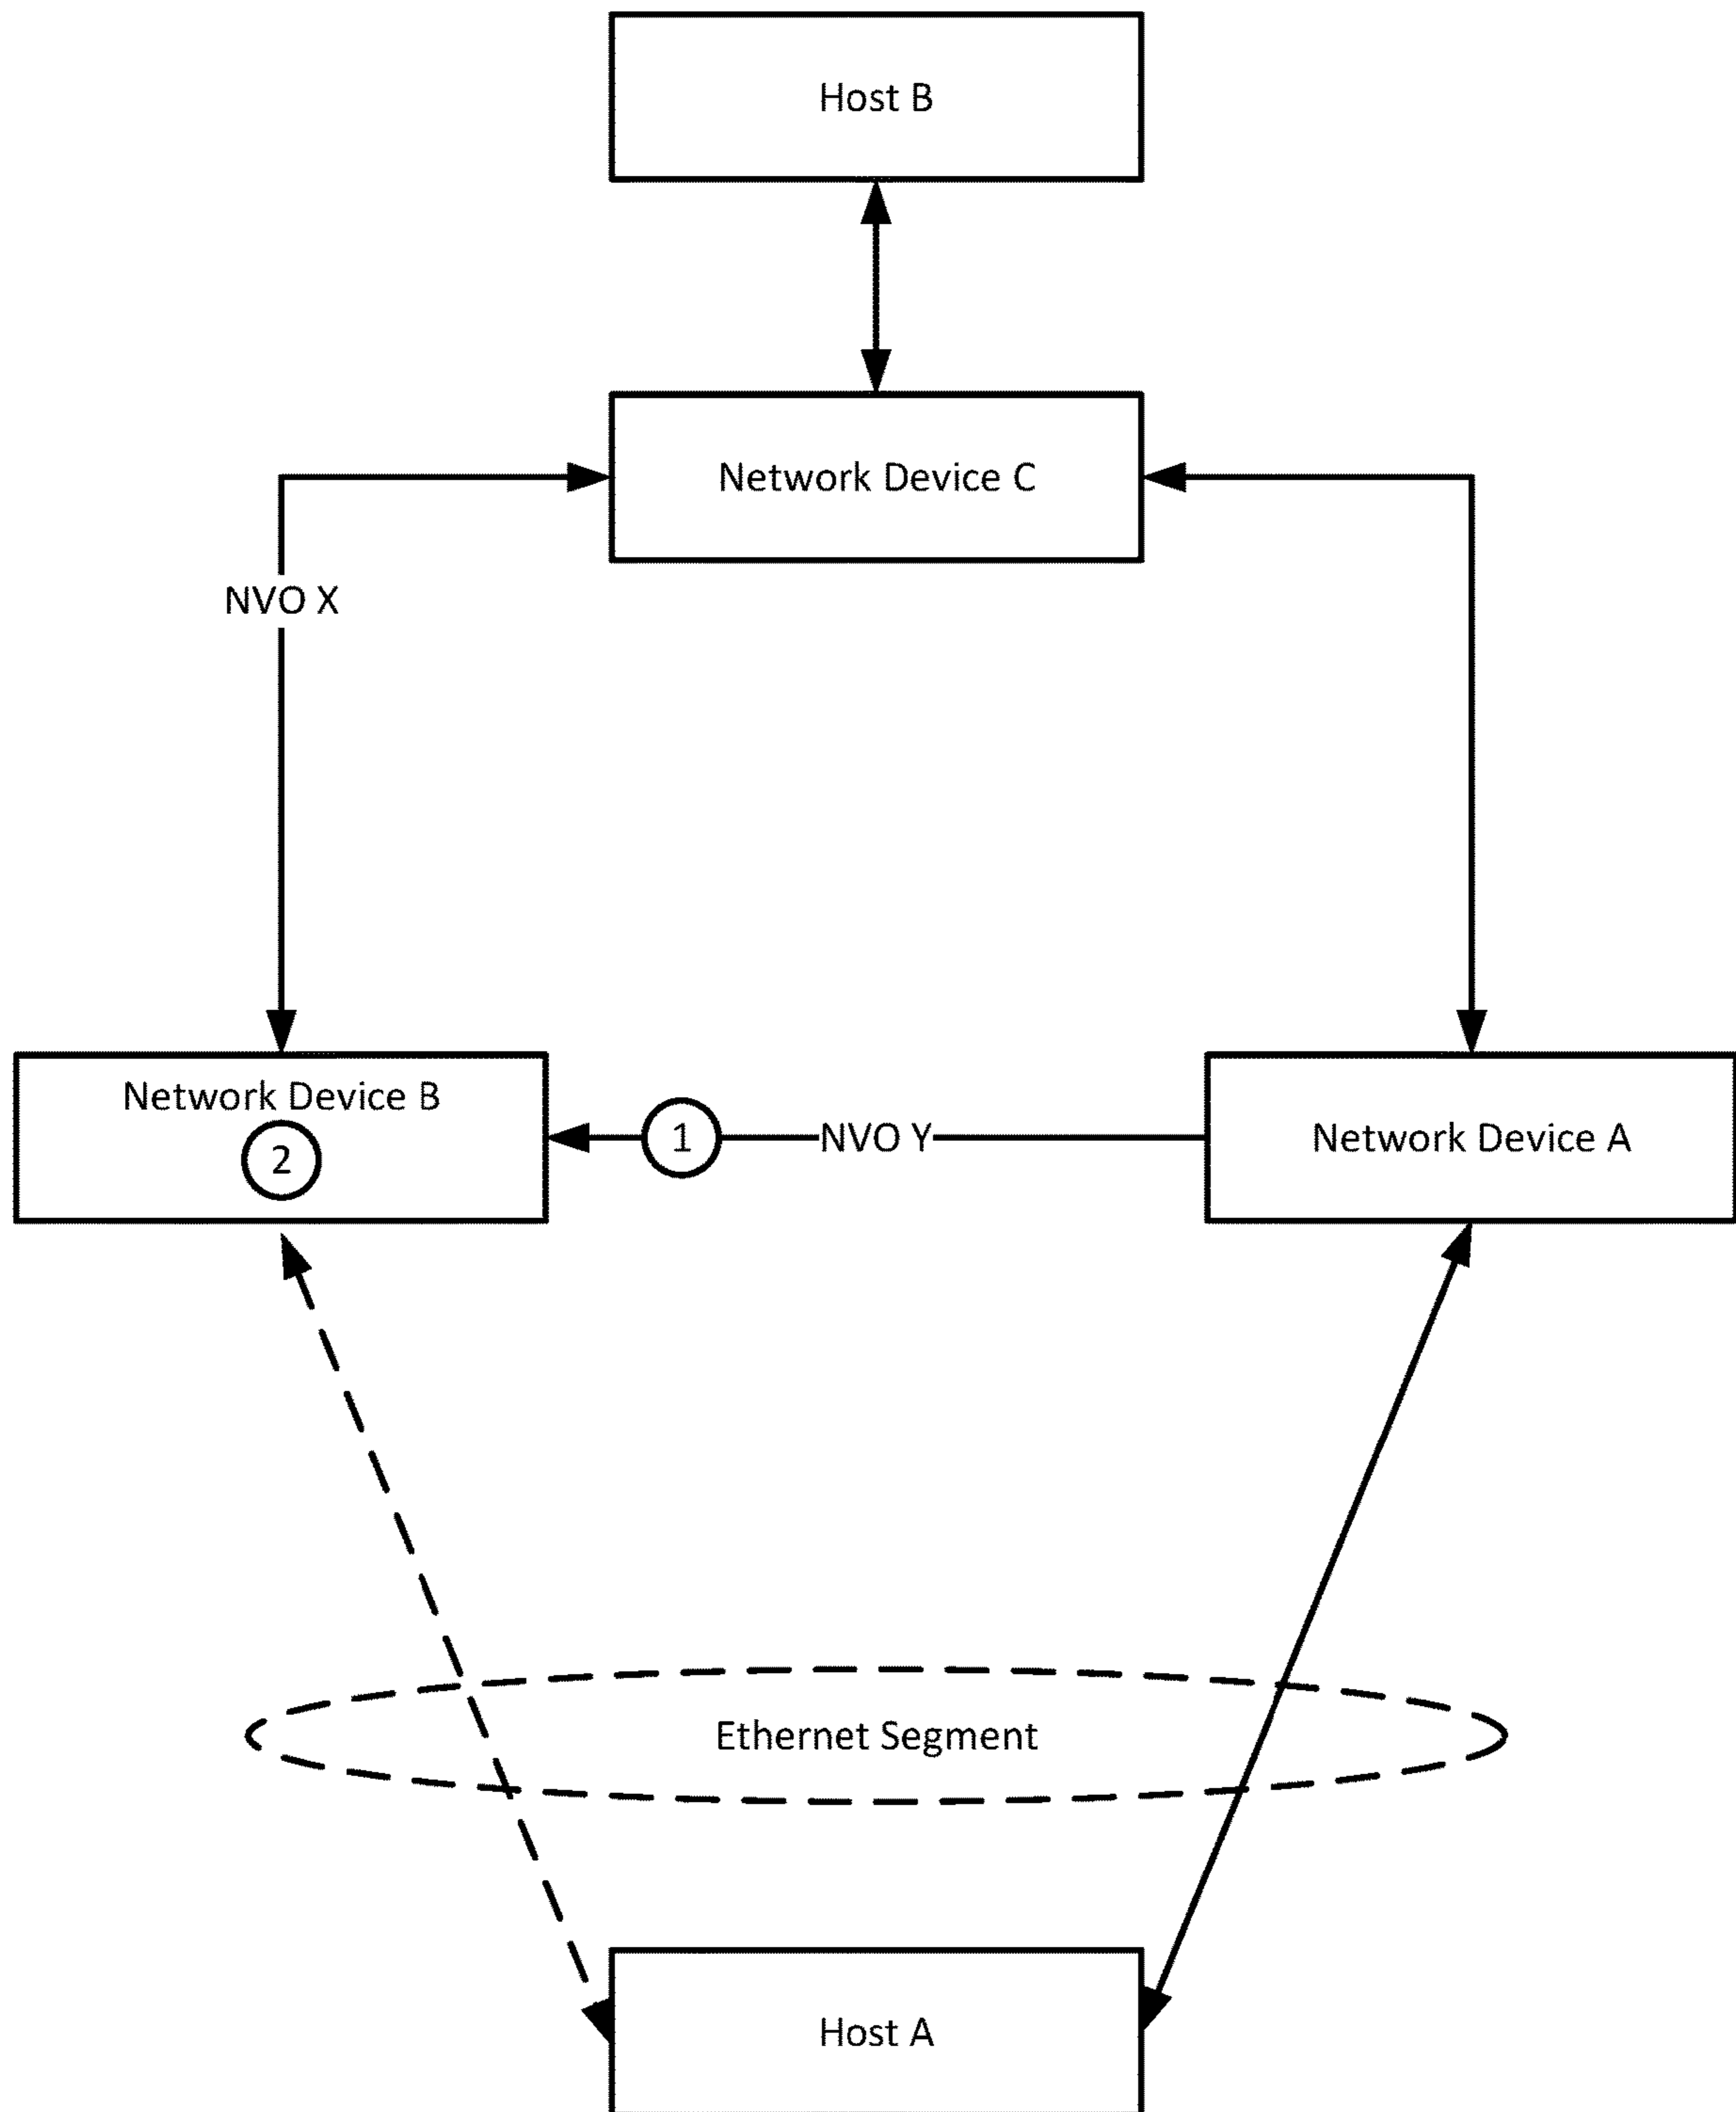 Host B
Network Device C
NVO X
Network Device B
2
1
NVO Y
Network Device A
Ethernet Segment
Host A